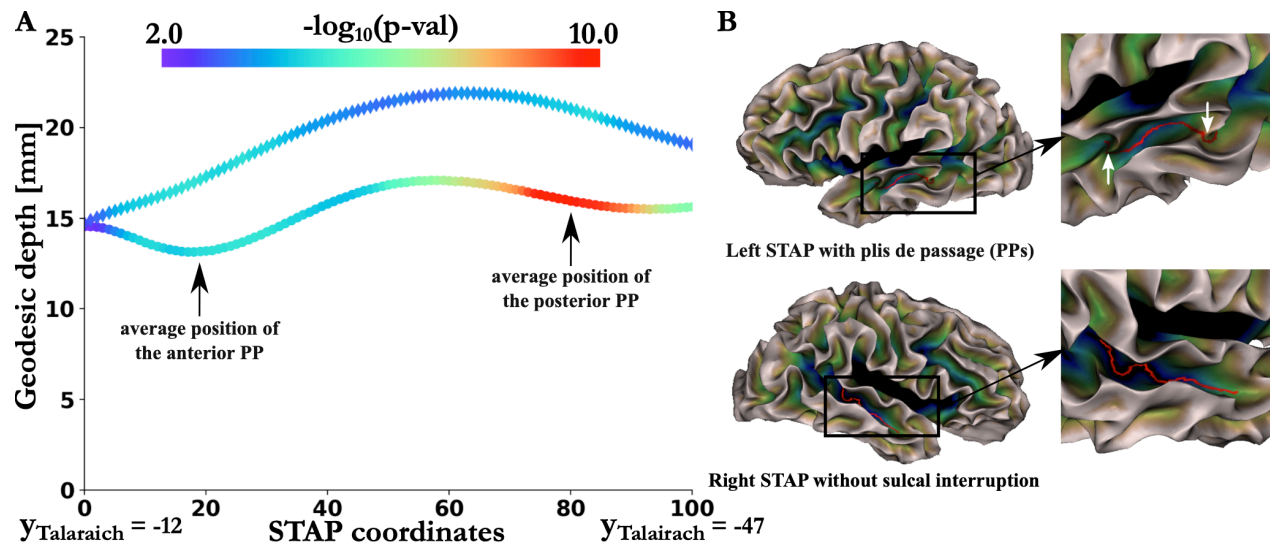 A
B
-log10(p-val)
2.0
10.0
25
20
15
10
5
0
Geodesic depth [mm]
average position of
the anterior PP
average position of
the posterior PP
0
20
40
60
80
100
yTalaraich = -12
STAP coordinates
yTalairach = -47
Left STAP with plis de passage (PPs)
Right STAP without sulcal interruption